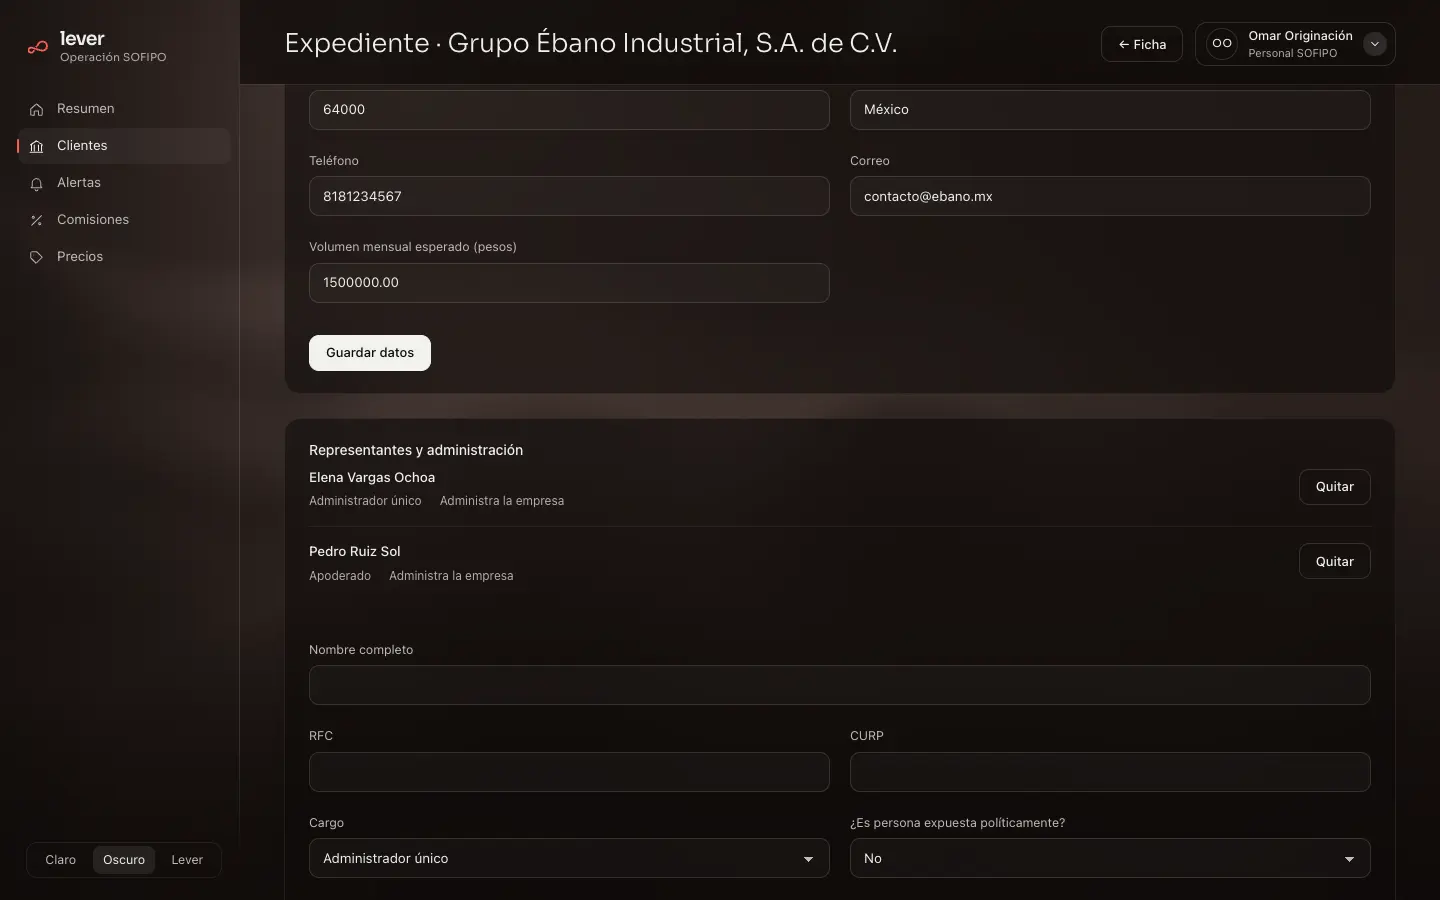 lever
Operación SOFIPO
Resumen
Clientes
Alertas
Comisiones
Precios
Claro
Oscuro
Lever
Expediente · Grupo Ébano Industrial, S.A. de C.V.
← Ficha
OO
Omar Originación
Personal SOFIPO
64000
México
Teléfono
Correo
8181234567
contacto@ebano.mx
Volumen mensual esperado (pesos)
1500000.00
Guardar datos
Representantes y administración
Elena Vargas Ochoa
Administrador único
Administra la empresa
Quitar
Pedro Ruiz Sol
Apoderado
Administra la empresa
Quitar
Nombre completo
RFC
CURP
Cargo
¿Es persona expuesta políticamente?
Administrador único
No